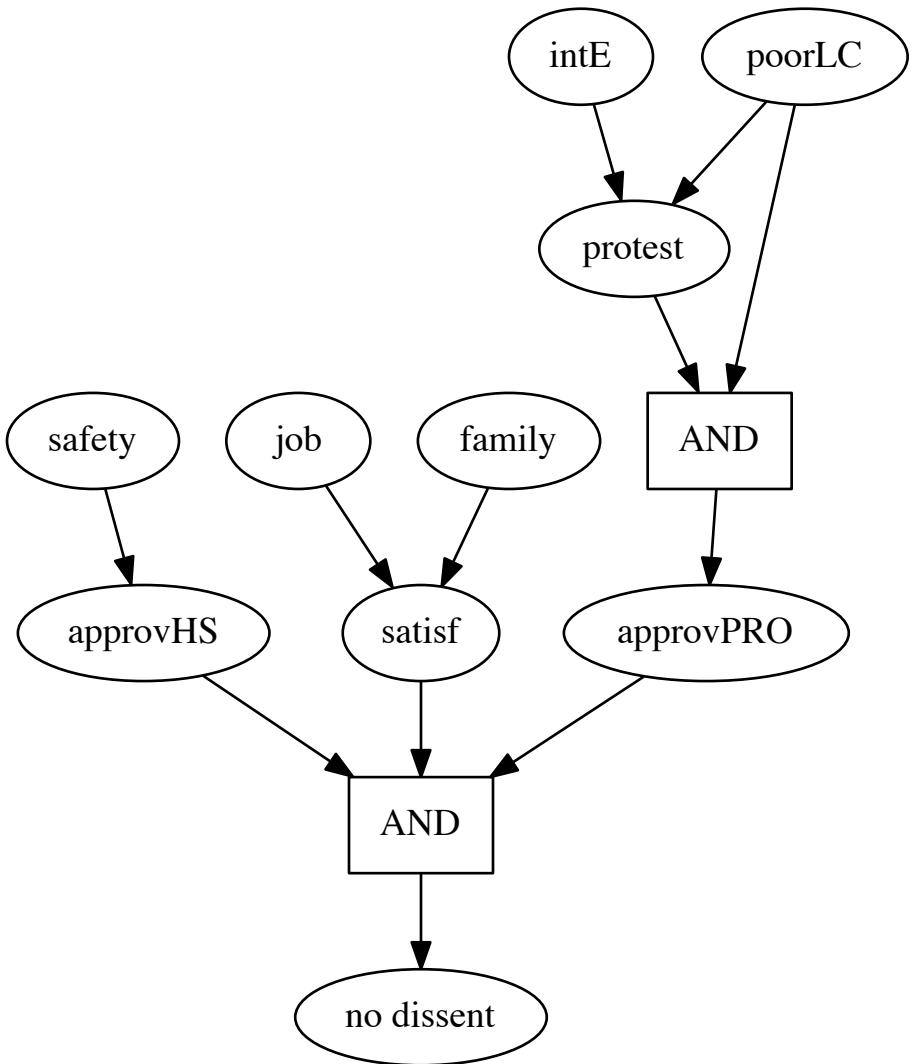 intE
poorLC
protest
safety
job
family
AND
approvHS
satisf
approvPRO
AND
no dissent